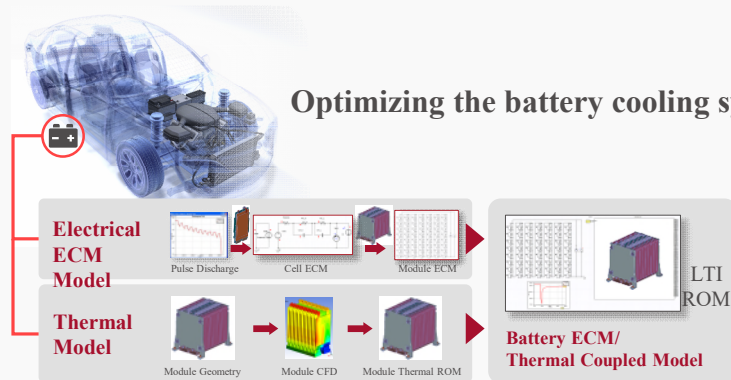 Optimizing the battery cooling sy
Electrical
ECM
Model
Pulse Discharge
Cell ECM
Module ECM
Thermal
Model
Module Geometry
Module CFD
Module Thermal ROM
LTI
ROM
Battery ECM/
Thermal Coupled Model